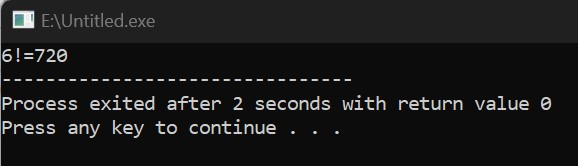 E:\Untitled.exe
6!=720
--------------------------------
Process exited after 2 seconds with return value 0
Press any key to continue . . .